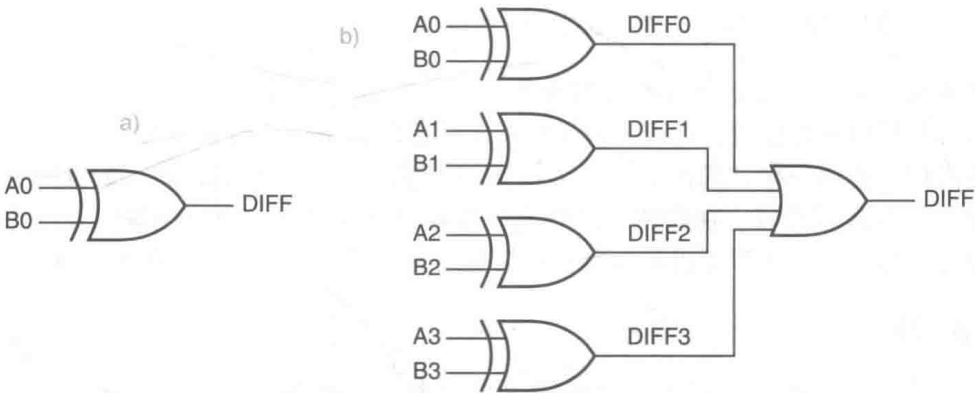 a)
A0
B0
DIFF
b)
A0
B0
DIFF0
A1
B1
DIFF1
A2
B2
DIFF2
A3
B3
DIFF3
DIFF